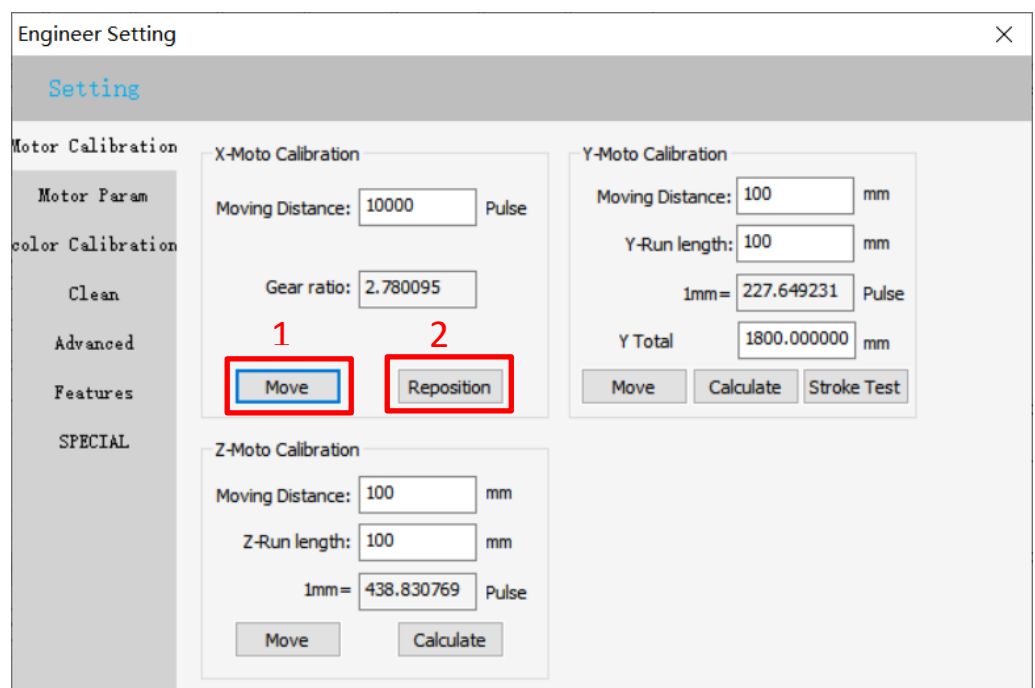 Engineer Setting
Setting
Motor Calibration
Motor Param
color Calibration
Clean
Advanced
Features
SPECIAL
X-Moto Calibration
Moving Distance: 10000 Pulse
Gear ratio: 2.780095
1 2
Move Reposition
Y-Moto Calibration
Moving Distance: 100 mm
Y-Run length: 100 mm
1mm= 227.649231 Pulse
Y Total 1800.000000 mm
Move Calculate Stroke Test
Z-Moto Calibration
Moving Distance: 100 mm
Z-Run length: 100 mm
1mm= 438.830769 Pulse
Move Calculate